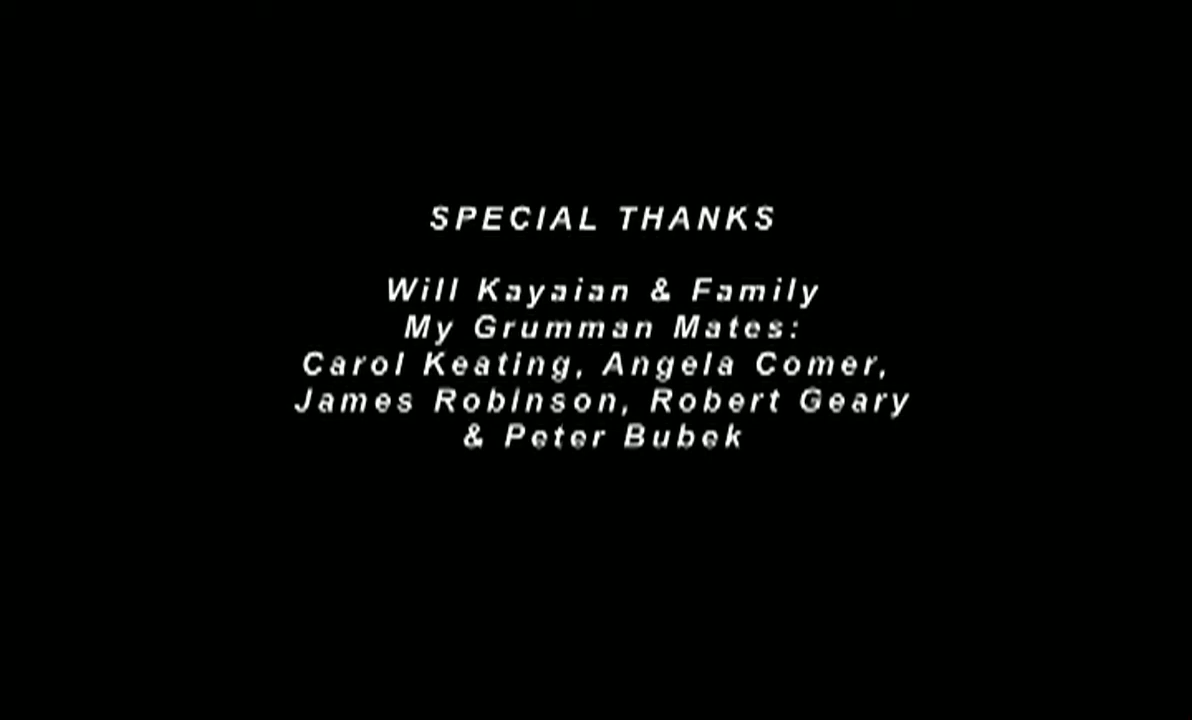 SPECIAL THANKS
Will Kayaian & Family
My Grumman Mates:
Carol Keating, Angela Comer,
James Robinson, Robert Geary
& Peter Bubek